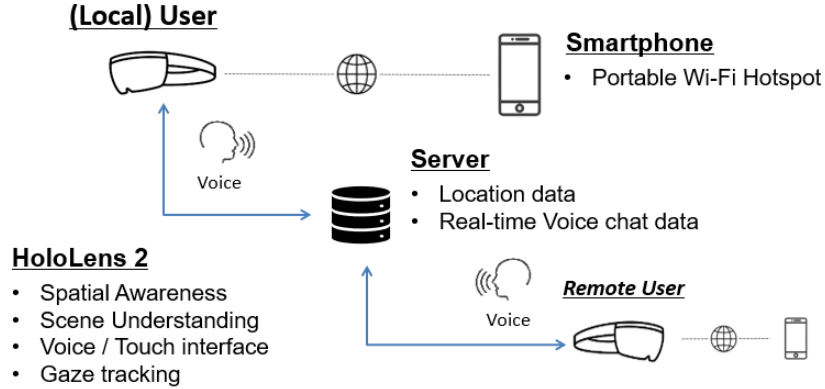 (Local) User
Smartphone
• Portable Wi-Fi Hotspot
Voice
Server
• Location data
• Real-time Voice chat data
HoloLens 2
• Spatial Awareness
• Scene Understanding
• Voice / Touch interface
• Gaze tracking
Remote User
Voice